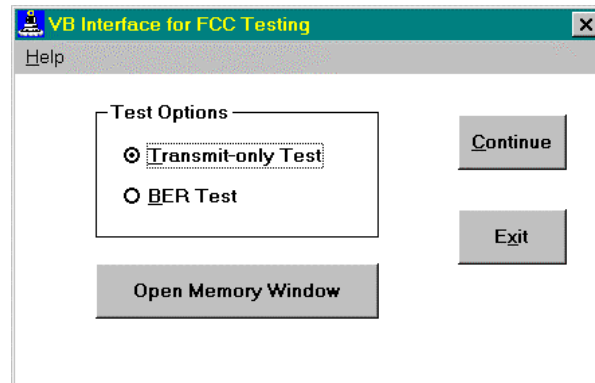 VB Interface for FCC Testing
Help
Test Options
Transmit-only Test
BER Test
Continue
Exit
Open Memory Window